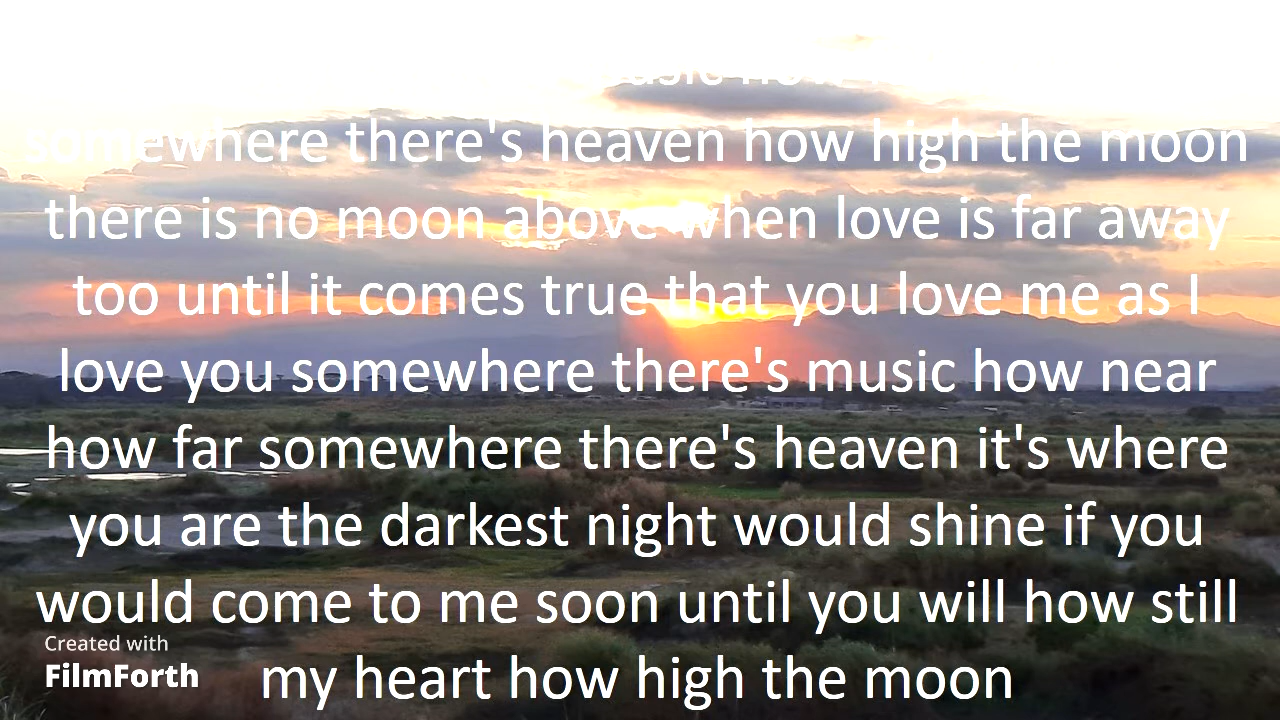 music how
somewhere there's heaven how high the moon
there is no moon above when love is far away
too until it comes true that you love me as I
love you somewhere there's music how near
how far somewhere there's heaven it's where
you are the darkest night would shine if you
would come to me soon until you will how still
my heart how high the moon
Created with
FilmForth